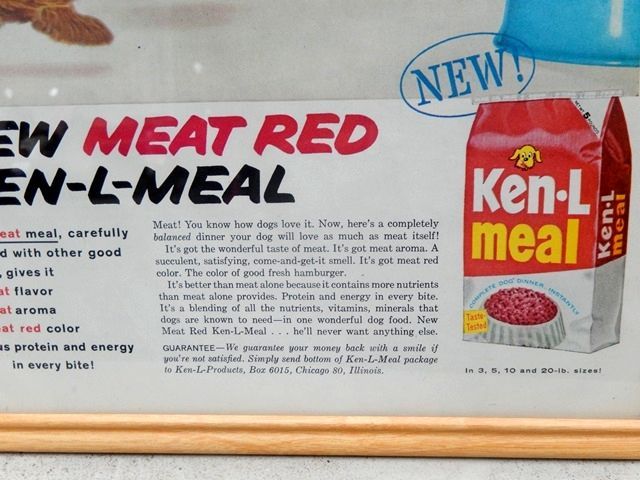 NEW!
EW MEAT RED
EN-L-MEAL
eat meal, carefully
d with other good
, gives it
at flavor
at aroma
at red color
us protein and energy
in every bite!
Meat! You know how dogs love it. Now, here's a completely
balanced dinner your dog will love as much as meat itself!
It's got the wonderful taste of meat. It's got meat aroma. A
succulent, satisfying, come-and-get-it smell. It's got meat red
color. The color of good fresh hamburger.
It's better than meat alone because it contains more nutrients
than meat alone provides. Protein and energy in every bite.
It's a blending of all the nutrients, vitamins, minerals that
dogs are known to need—in one wonderful dog food. New
Meat Red Ken-L-Meal . . . he'll never want anything else.
GUARANTEE—We guarantee your money back with a smile if
you're not satisfied. Simply send bottom of Ken-L-Meal package
to Ken-L-Products, Box 6015, Chicago 80, Illinois.
Ken·L
meal
COMPLETE DOG DINNER INSTANTLY
Taste
Tested
Ken·L
meal
5
In 3, 5, 10 and 20-lb. sizes!